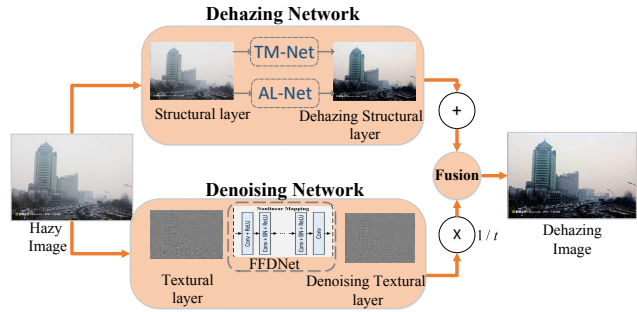 Dehazing Network
TM-Net
AL-Net
Structural layer
Dehazing Structural
layer
+
Fusion
Hazy
Image
Denoising Network
Nonlinear Mapping
Conv + ReLU
Conv + BN + ReLU
...
Conv + BN + ReLU
Conv
FFDNet
Textural
layer
Denoising Textural
layer
X
1 / t
Dehazing
Image